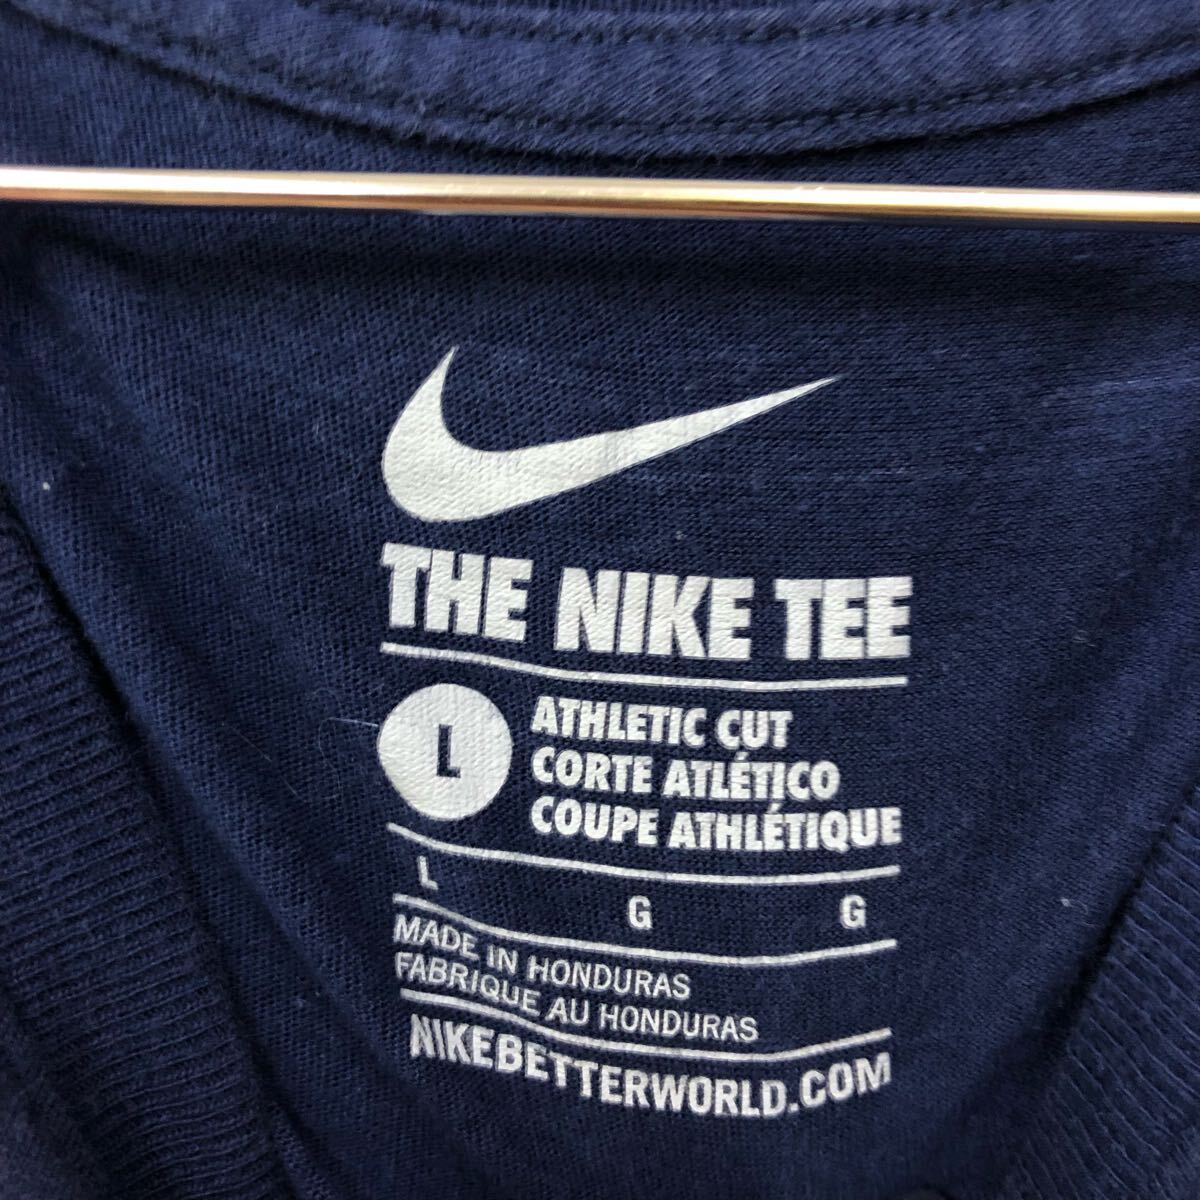 THE NIKE TEE
L
ATHLETIC CUT
CORTE ATLÉTICO
COUPE ATHLÉTIQUE
L G G
MADE IN HONDURAS
FABRIQUE AU HONDURAS
NIKEBETTERWORLD.COM